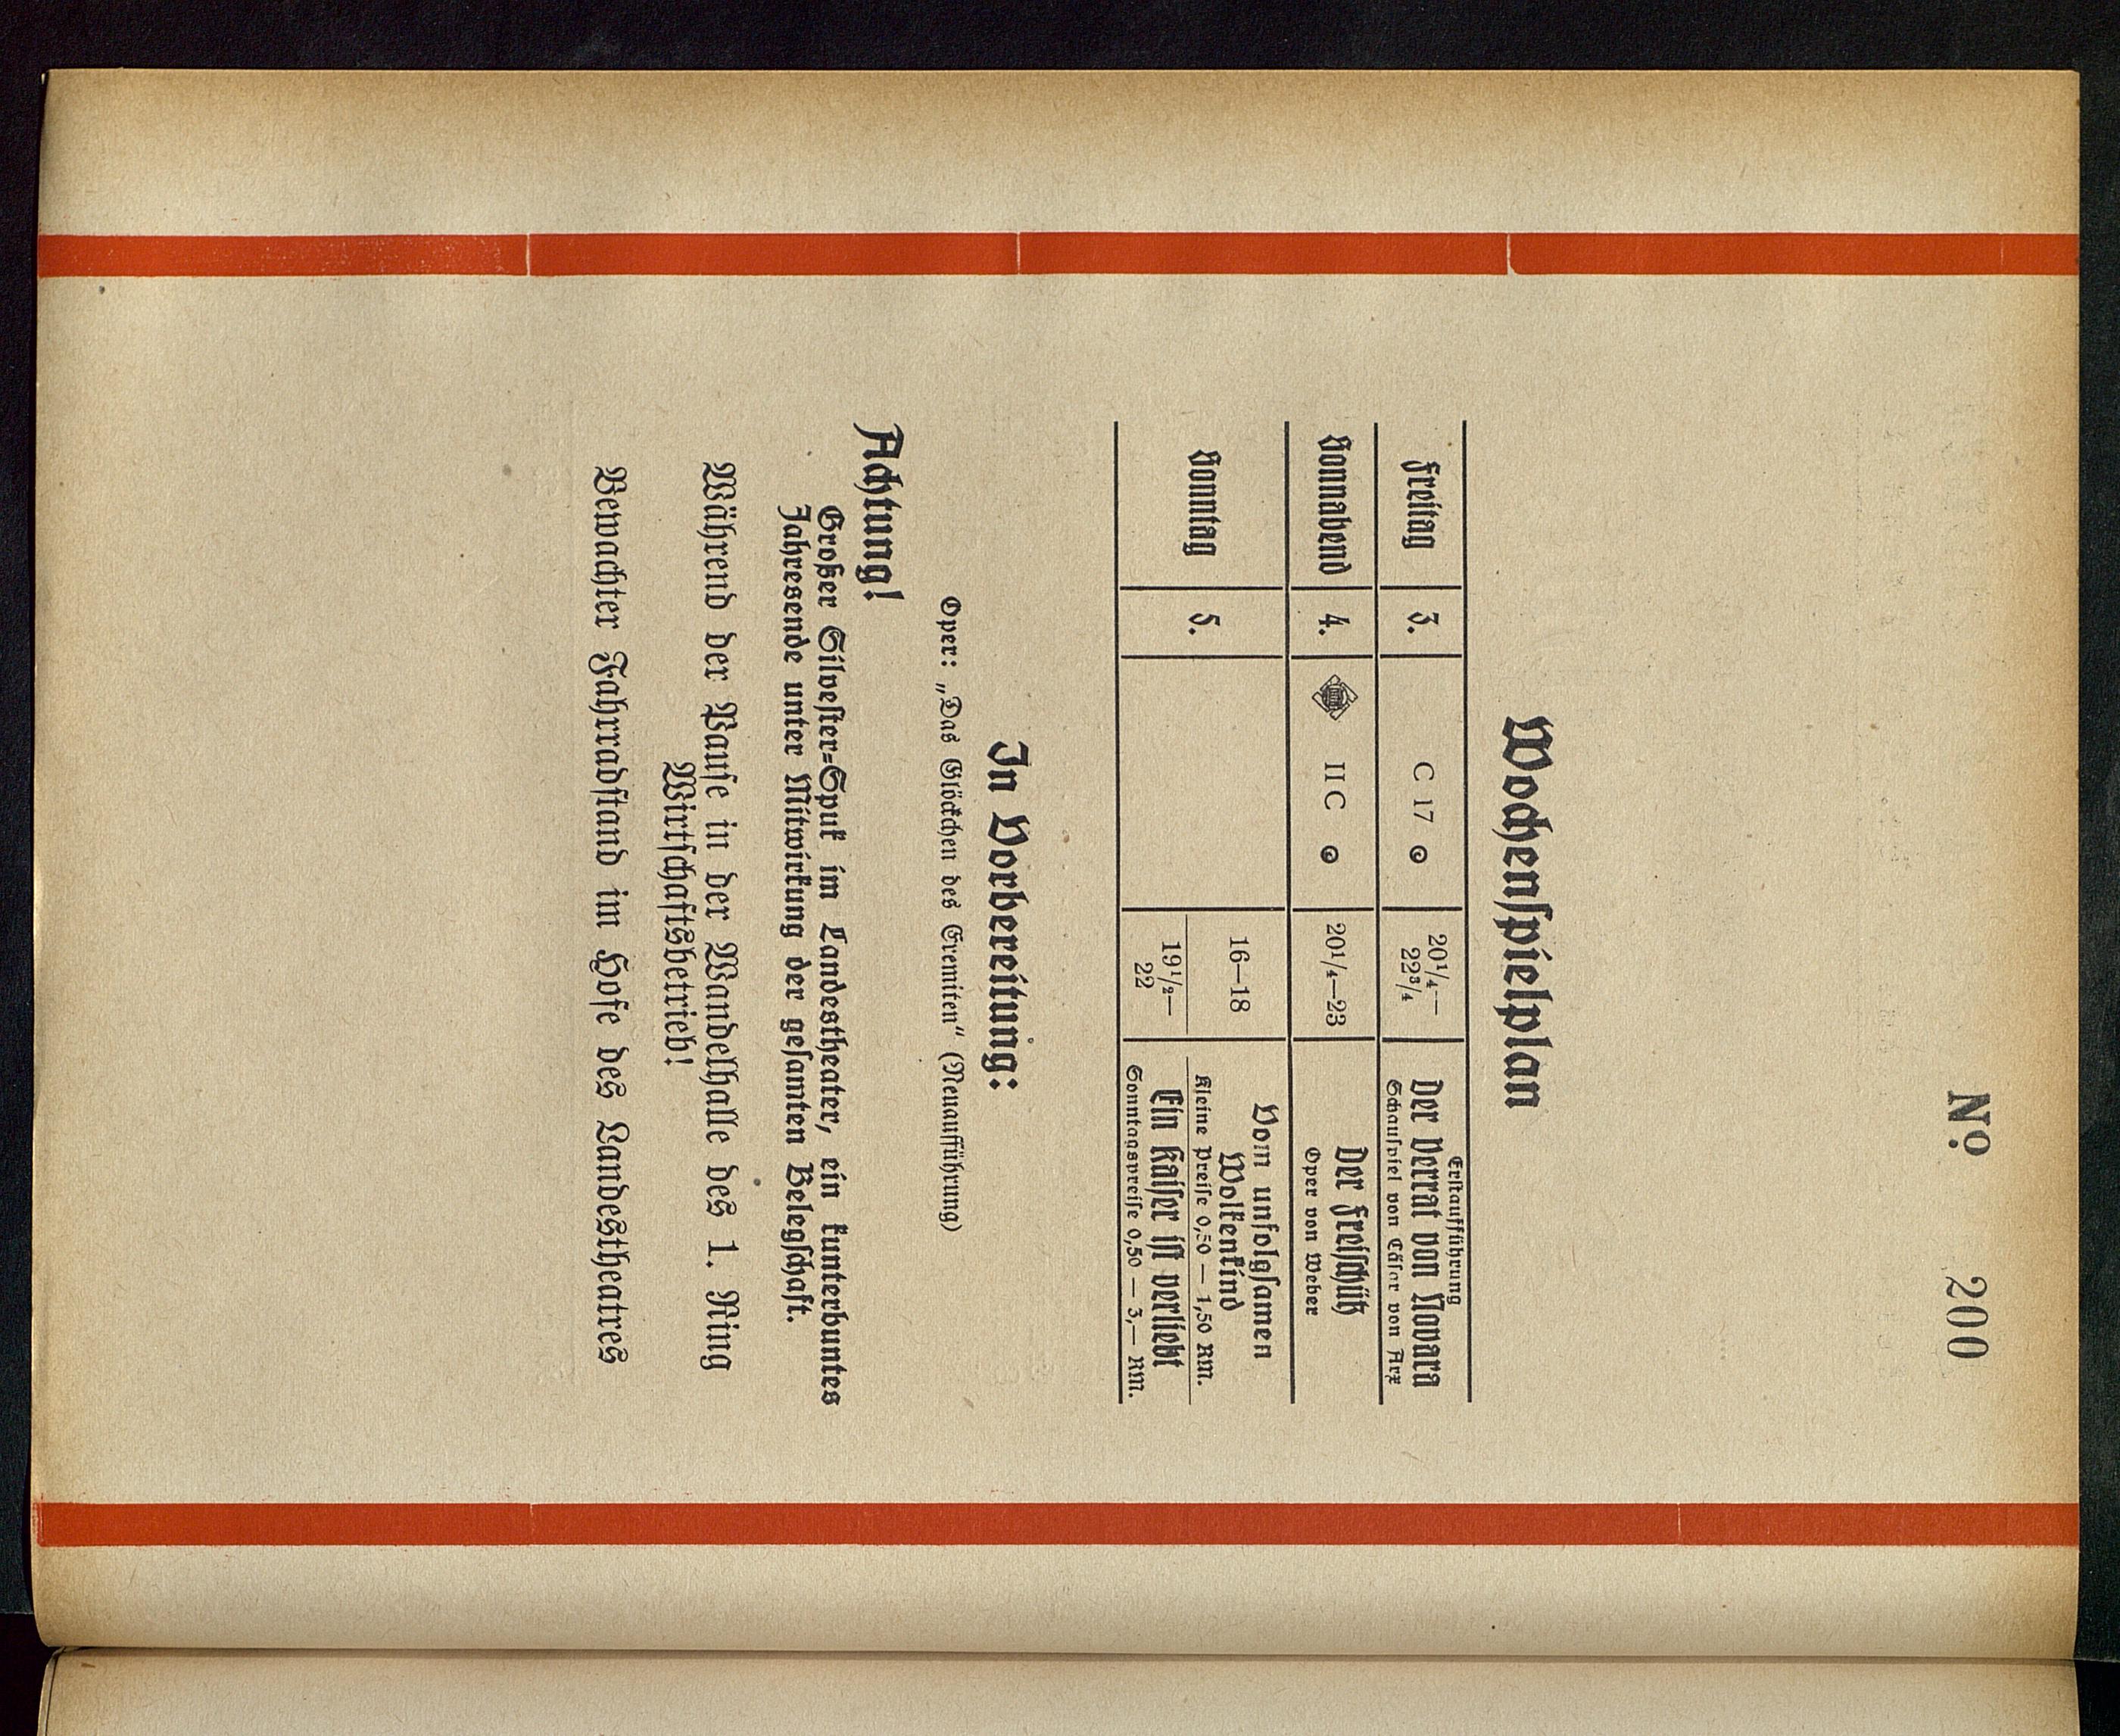 Nº 200
Wochenspielplan
Freitag 3. C 17 20¹/₄— 22³/₄ Erstaufführung
Der Verrat von Novara
Schauspiel von Cäsar von Arx
Sonnabend 4. II C 20¹/₄—23 Der Freischütz
Oper von Weber
Sonntag 5. 16—18 Vom unfolgsamen
Wolkenkind
Kleine Preise 0,50 — 1,50 RM.
19¹/₂— 22 Ein Kaiser ist verliebt
Sonntagspreise 0,50 — 3,— RM.
In Vorbereitung:
Oper: „Das Glöckchen des Eremiten“ (Neuaufführung)
Achtung!
Großer Silvester-Spuk im Landestheater, ein kunterbuntes
Jahresende unter Mitwirkung der gesamten Belegschaft.
Während der Pause in der Wandelhalle des 1. Ring
Wirtschaftsbetrieb!
Bewachter Fahrradstand im Hofe des Landestheatres